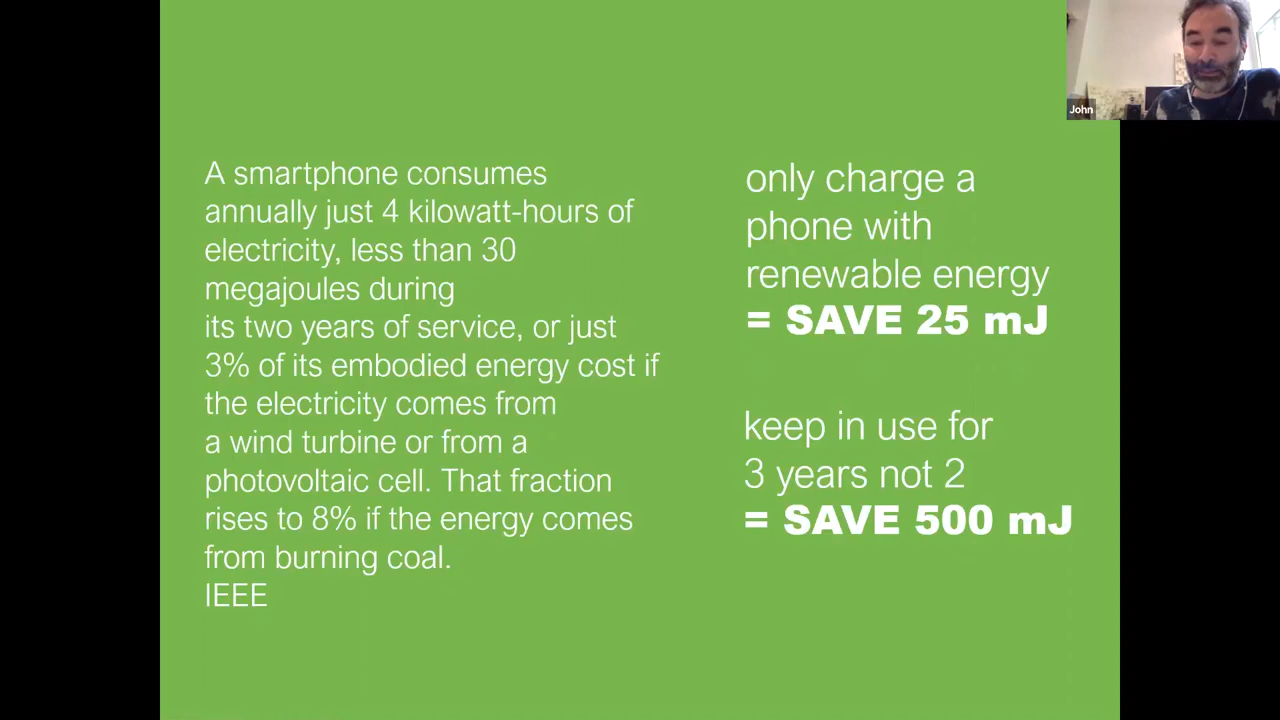 A smartphone consumes
annually just 4 kilowatt-hours of
electricity, less than 30
megajoules during
its two years of service, or just
3% of its embodied energy cost if
the electricity comes from
a wind turbine or from a
photovoltaic cell. That fraction
rises to 8% if the energy comes
from burning coal.
IEEE
only charge a
phone with
renewable energy
= SAVE 25 mJ
keep in use for
3 years not 2
= SAVE 500 mJ
John